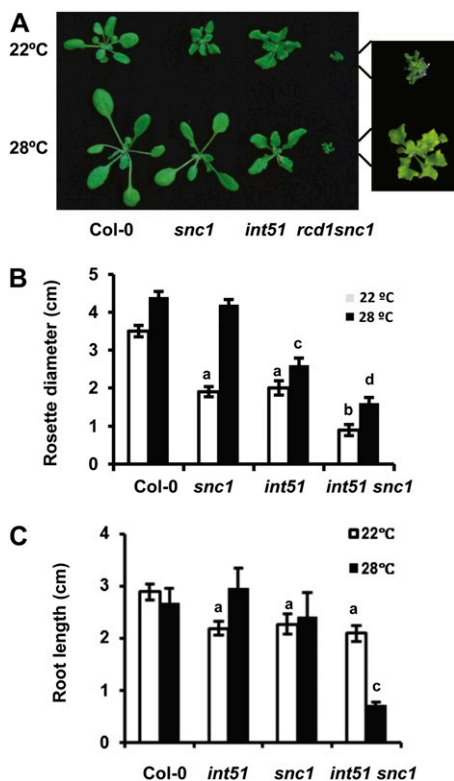 A
22ºC
28ºC
Col-0 snc1 int51 rcd1snc1
B
Rosette diameter (cm)
5
4
3
2
1
0
22 ºC
28 ºC
a
a
c
b
d
Col-0 snc1 int51 int51 snc1
C
Root length (cm)
4
3
2
1
0
22°C
28℃
a
a
a
c
Col-0 int51 snc1 int51 snc1